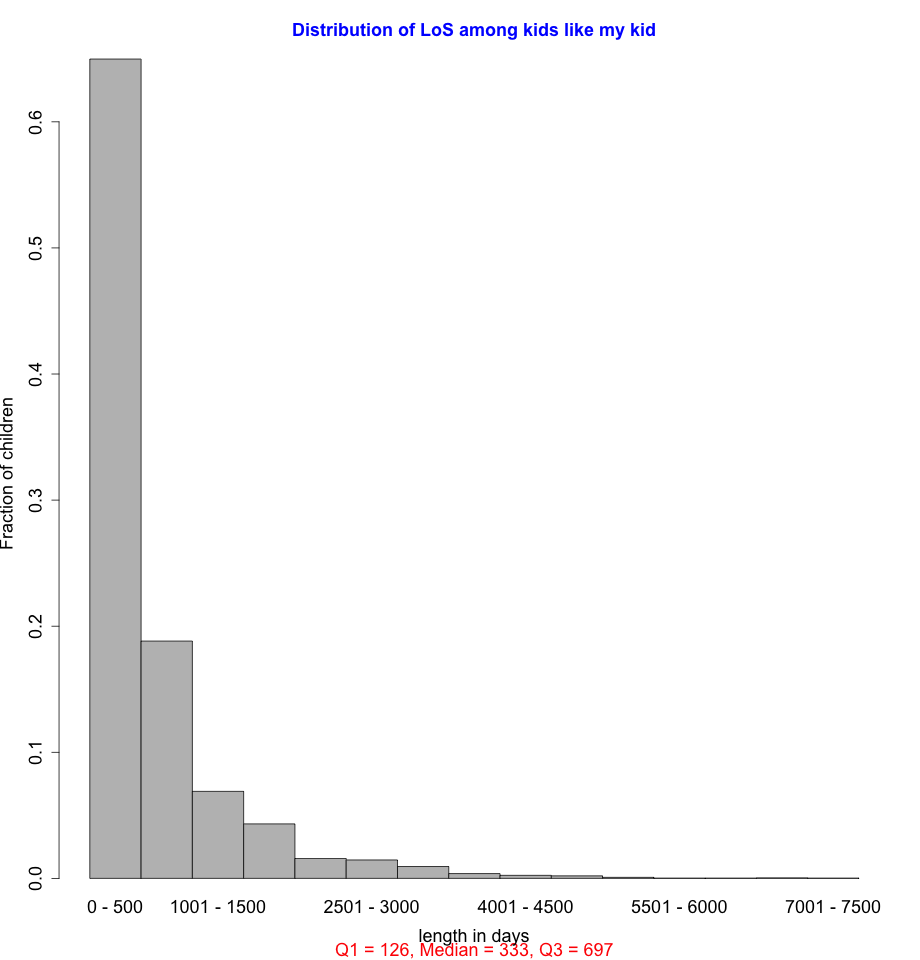 Distribution of LoS among kids like my kid
Fraction of children
0.6
0.5
0.4
0.3
0.2
0.1
0.0
0 - 500
1001 - 1500
2501 - 3000
4001 - 4500
5501 - 6000
7001 - 7500
length in days
Q1 = 126, Median = 333, Q3 = 697